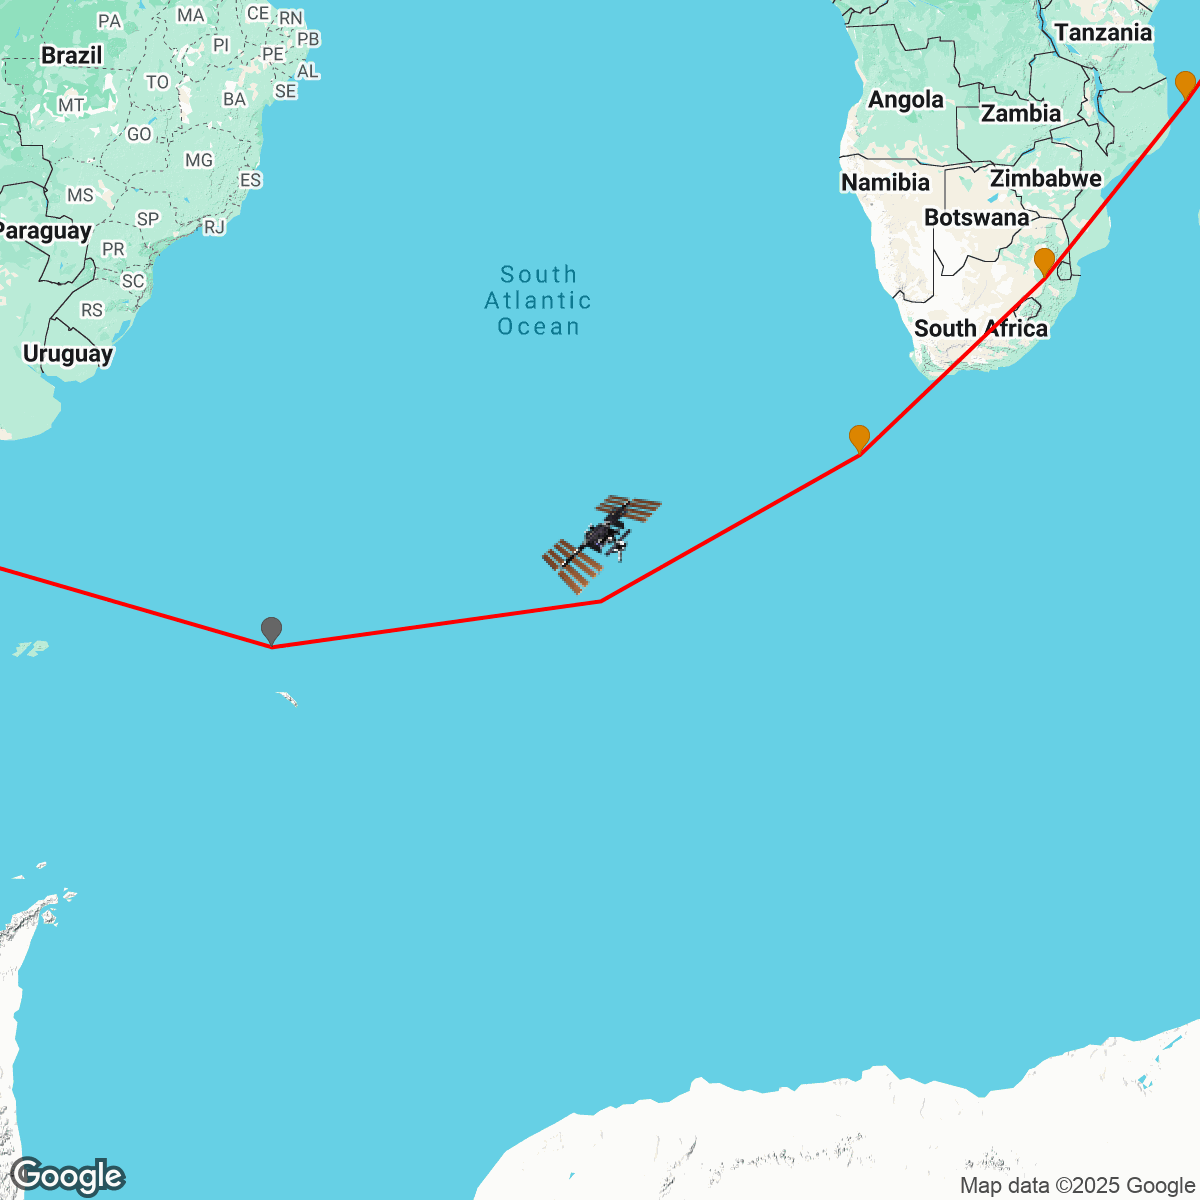 PA
MA
CE
RN
Brazil
PI
PB
PE
TO
AL
MT
BA
SE
GO
MG
MS
ES
SP
RJ
Paraguay
PR
SC
RS
Uruguay
South
Atlantic
Ocean
Tanzania
Angola
Zambia
Namibia
Zimbabwe
Botswana
South Africa
Google
Map data ©2025 Google